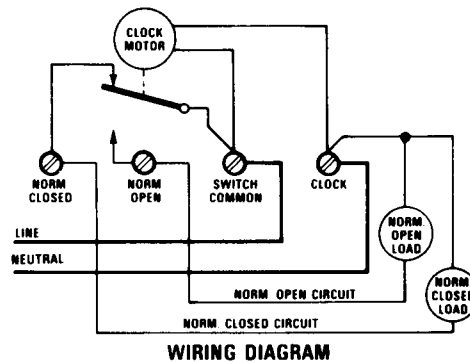 CLOCK
MOTOR
NORM
CLOSED
NORM
OPEN
SWITCH
COMMON
CLOCK
LINE
NEUTRAL
NORM.
OPEN
LOAD
NORM.
CLOSED
LOAD
NORM. OPEN CIRCUIT
NORM. CLOSED CIRCUIT
WIRING DIAGRAM